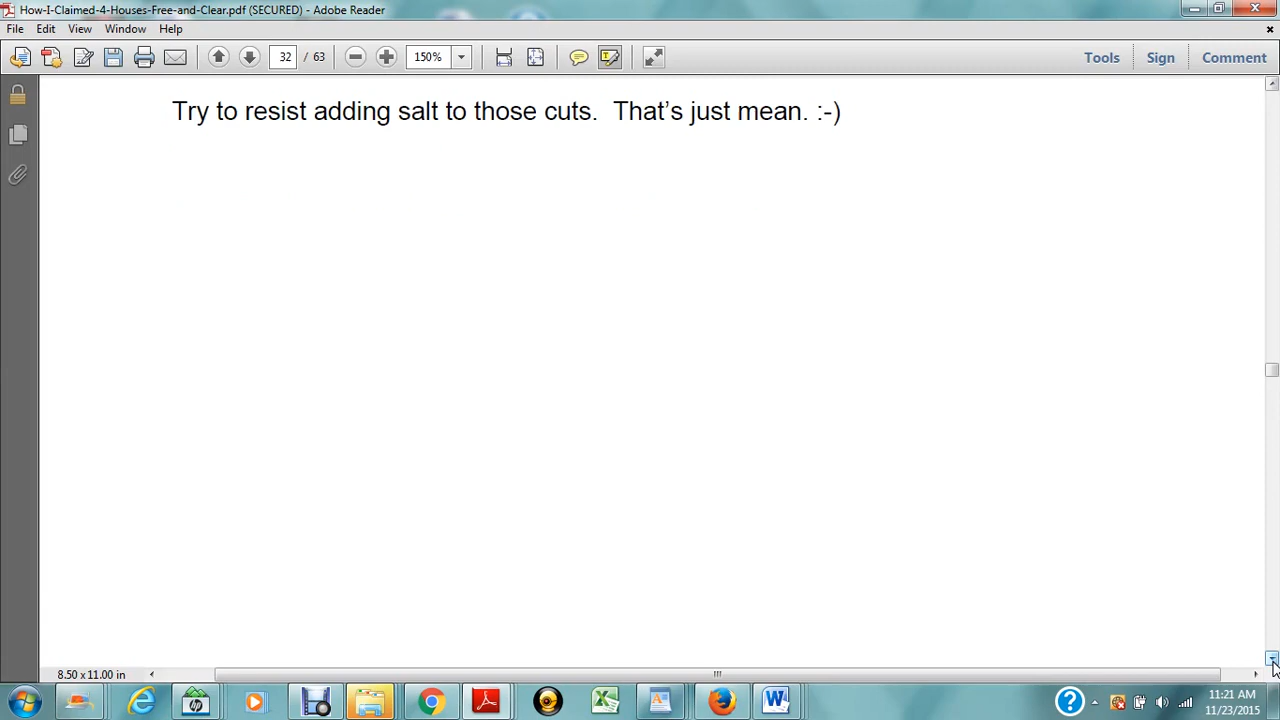 How-I-Claimed-4-Houses-Free-and-Clear.pdf (SECURED) - Adobe Reader
File Edit View Window Help
32 / 63 150% Tools Sign Comment
Try to resist adding salt to those cuts.  That's just mean. :-)
8.50 x 11.00 in
11:21 AM
11/23/2015